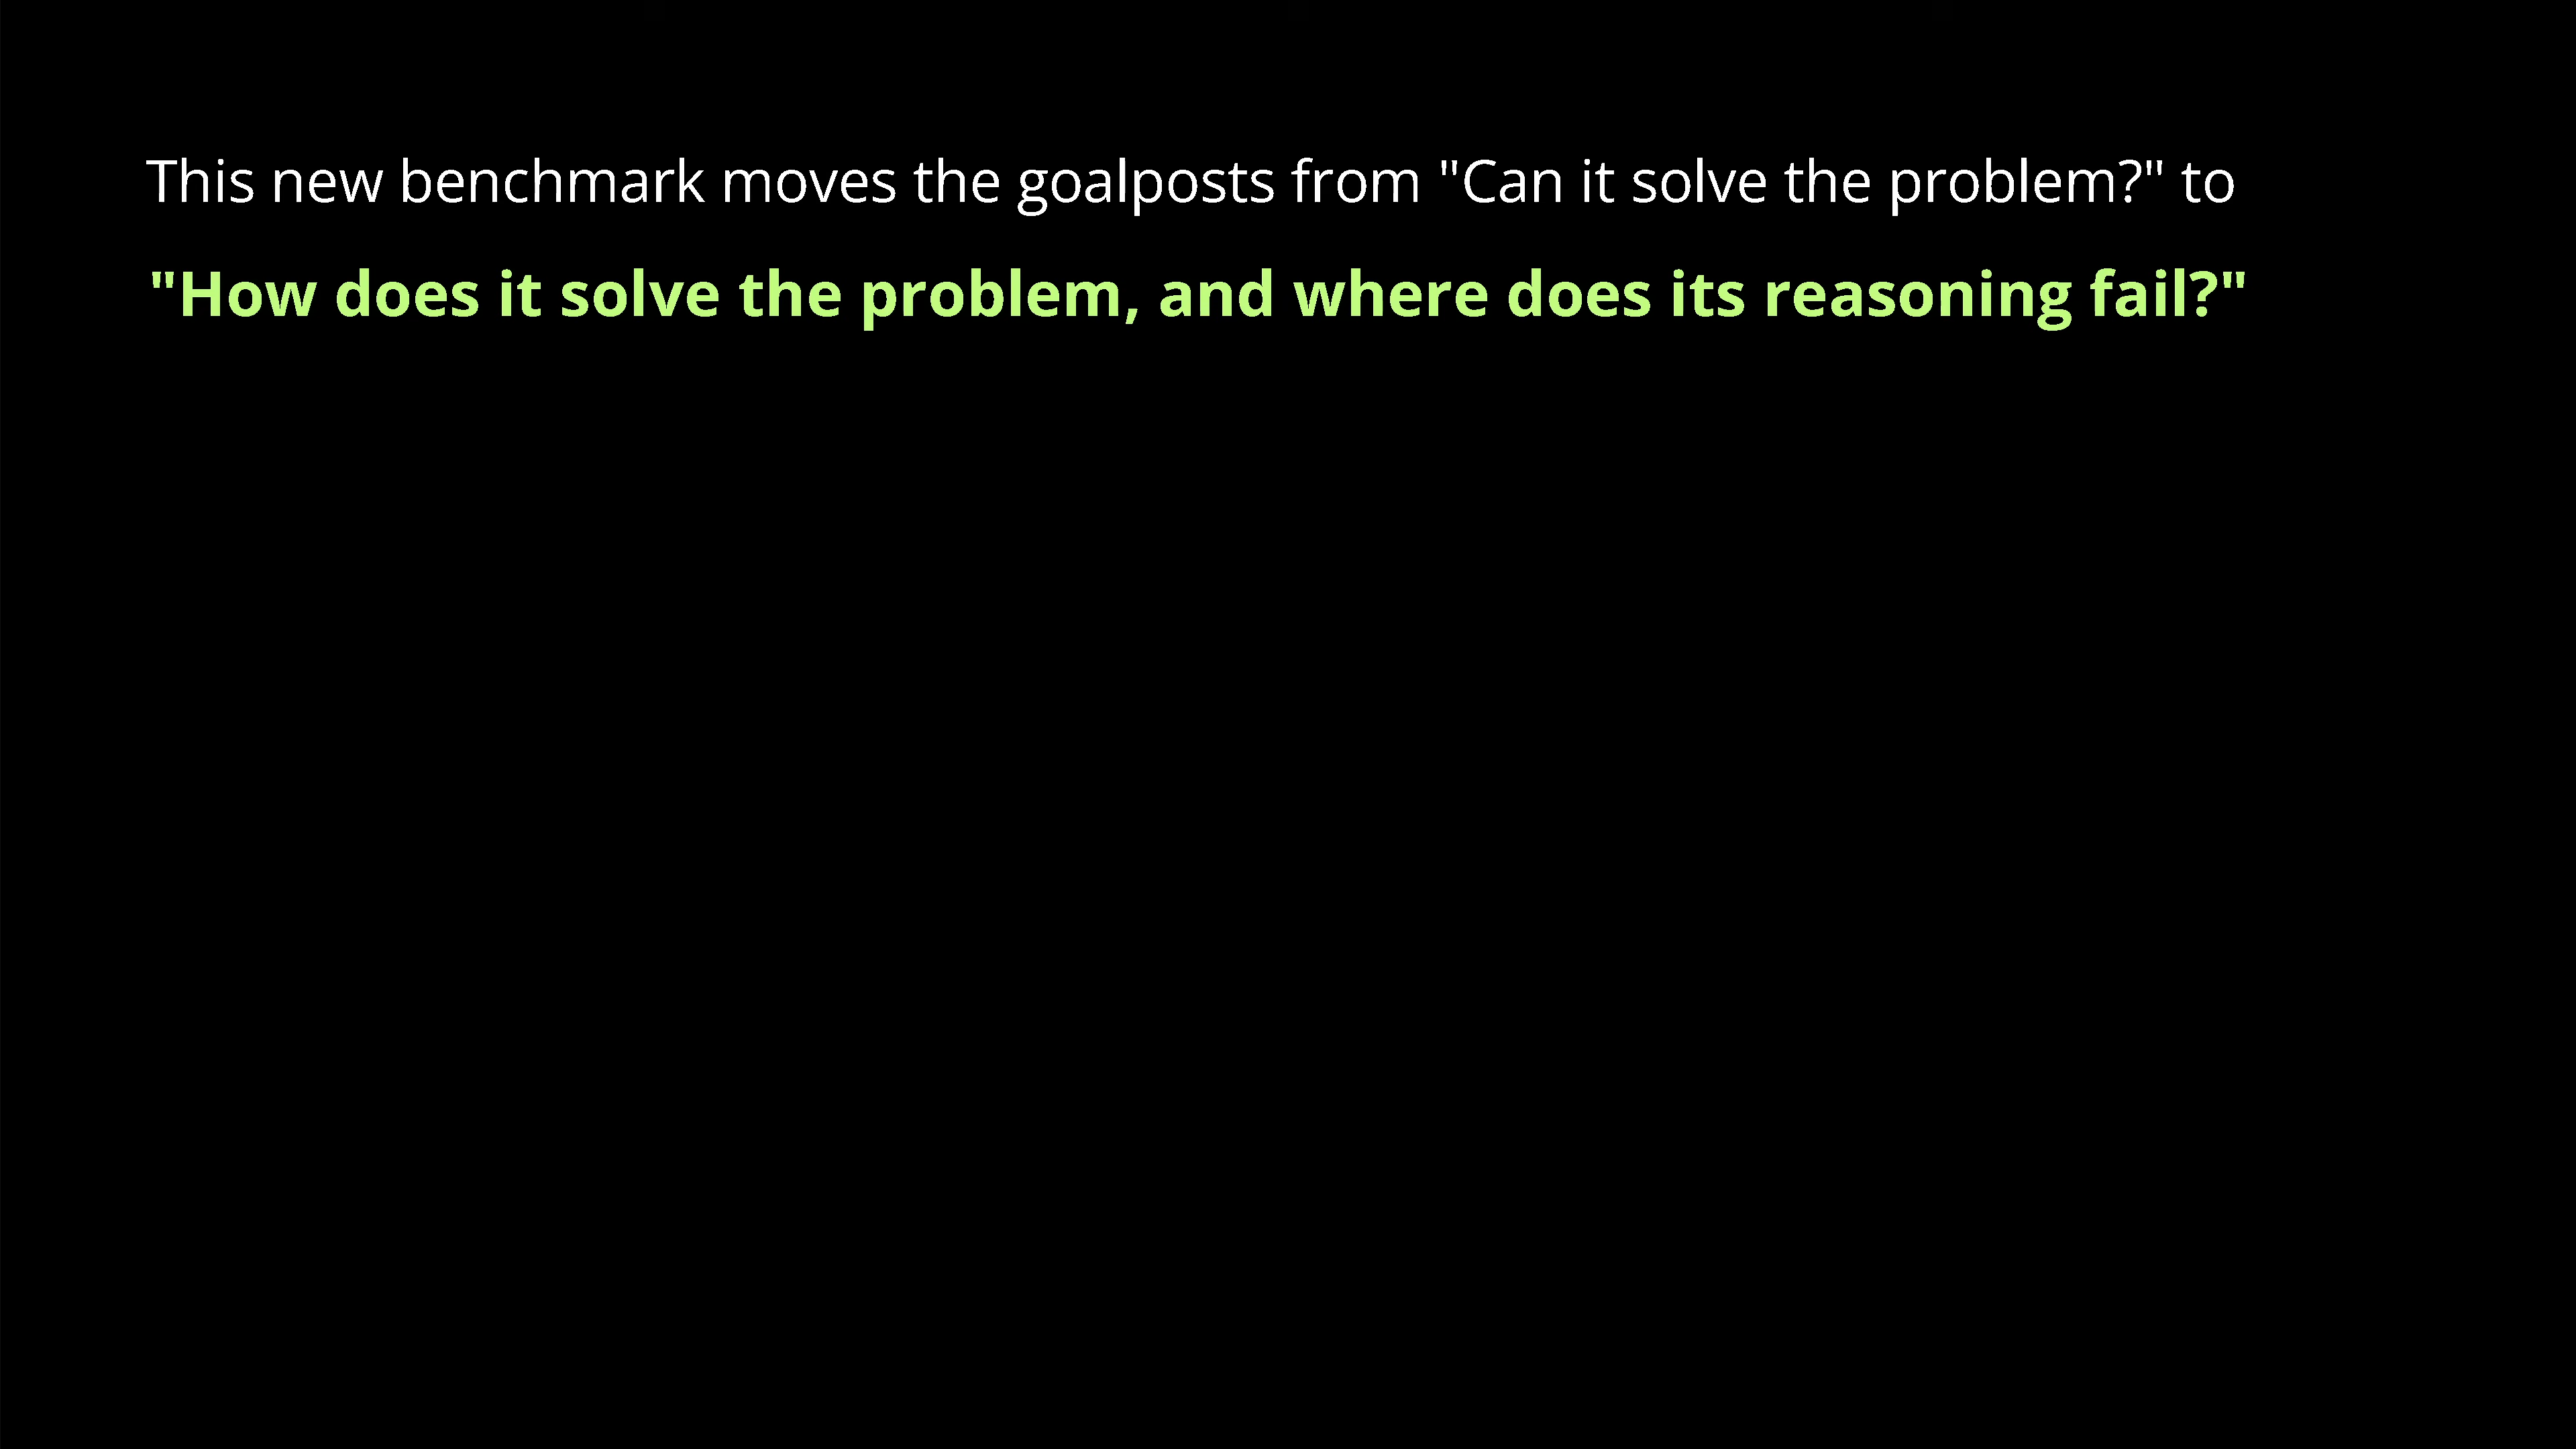 This new benchmark moves the goalposts from "Can it solve the problem?" to
"How does it solve the problem, and where does its reasoning fail?"